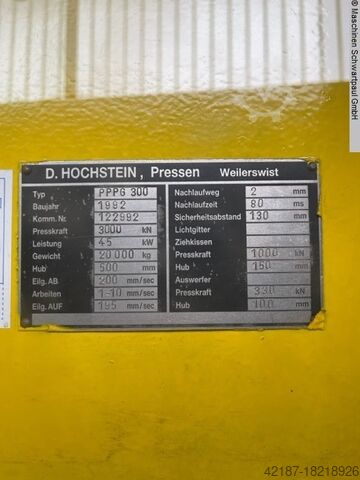 D. HOCHSTEIN, Pressen Weilerswist
Typ PPPG 300
Baujahr 1992
Komm. Nr. 122992
Presskraft 3000 kN
Leistung 45 kW
Gewicht 20000 kg
Hub 500 mm
Eilg. AB 200 mm/sec
Arbeiten 1-10 mm/sec
Eilg. AUF 195 mm/sec
Nachlaufweg 2 mm
Nachlaufzeit 80 ms
Sicherheitsabstand 130 mm
Lichtgitter
Ziehkissen
Presskraft 1000 kN
Hub 150 mm
Auswerfer
Presskraft kN
Hub 100 mm
© Maschinen Schwartpaul GmbH
42187-18218926